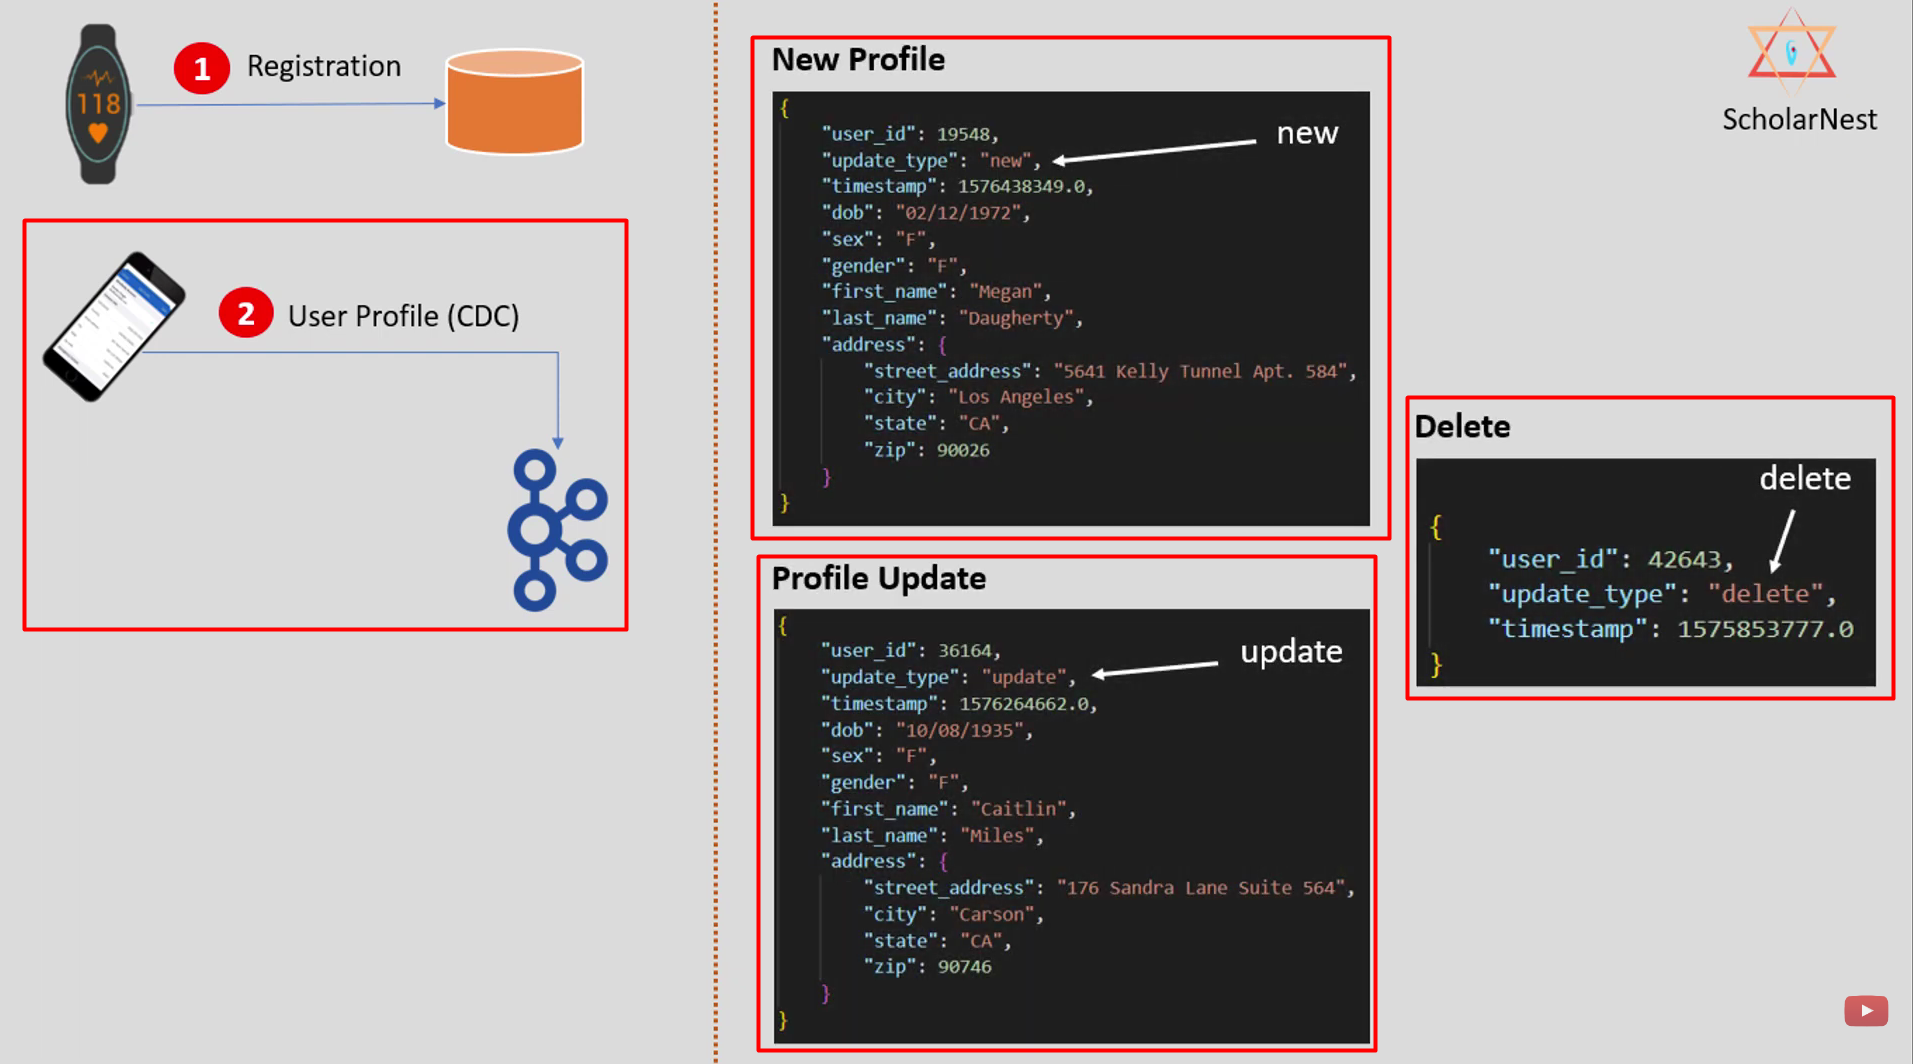 118
1 Registration
2 User Profile (CDC)
New Profile
{
"user_id": 19548,
"update_type": "new",
new
"timestamp": 1576438349.0,
"dob": "02/12/1972",
"sex": "F",
"gender": "F",
"first_name": "Megan",
"last_name": "Daugherty",
"address": {
"street_address": "5641 Kelly Tunnel Apt. 584",
"city": "Los Angeles",
"state": "CA",
"zip": 90026
}
}
Profile Update
{
"user_id": 36164,
"update_type": "update",
update
"timestamp": 1576264662.0,
"dob": "10/08/1935",
"sex": "F",
"gender": "F",
"first_name": "Caitlin",
"last_name": "Miles",
"address": {
"street_address": "176 Sandra Lane Suite 564",
"city": "Carson",
"state": "CA",
"zip": 90746
}
}
ScholarNest
Delete
delete
{
"user_id": 42643,
"update_type": "delete",
"timestamp": 1575853777.0
}